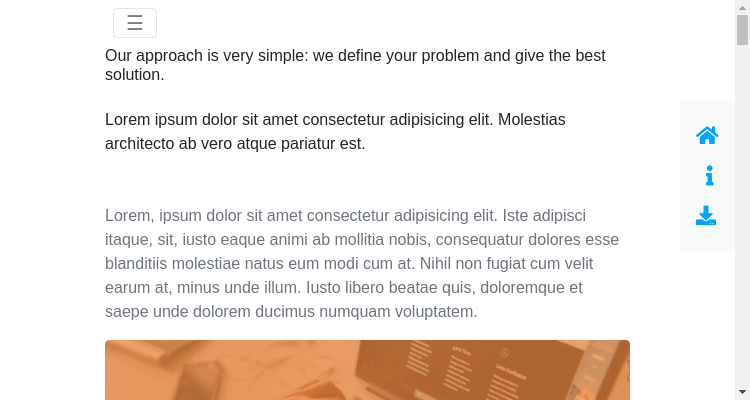 Our approach is very simple: we define your problem and give the best
solution.
Lorem ipsum dolor sit amet consectetur adipisicing elit. Molestias
architecto ab vero atque pariatur est.
Lorem, ipsum dolor sit amet consectetur adipisicing elit. Iste adipisci
itaque, sit, iusto eaque animi ab mollitia nobis, consequatur dolores esse
blanditiis molestiae natus eum modi cum at. Nihil non fugiat cum velit
earum at, minus unde illum. Iusto libero beatae quis, doloremque et
saepe unde dolorem ducimus numquam voluptatem.